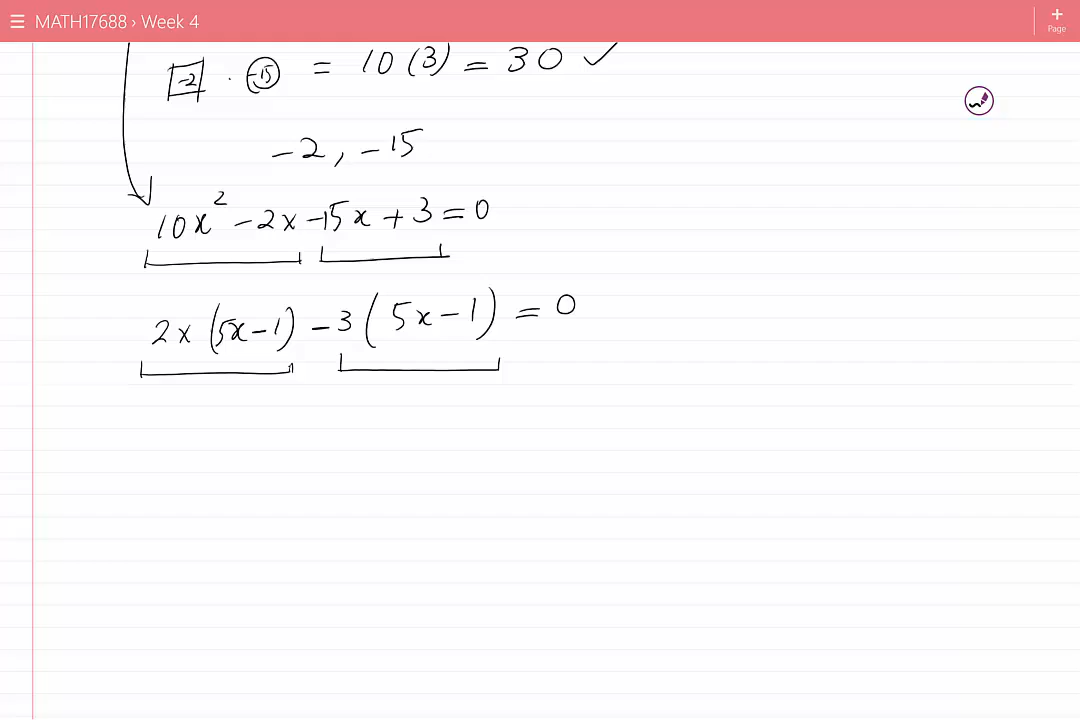 MATH17688 › Week 4
Page
-2 · -15 = 10 (3) = 30 ✓
-2, -15
10x² - 2x - 15x + 3 = 0
2x (5x - 1) - 3 (5x - 1) = 0